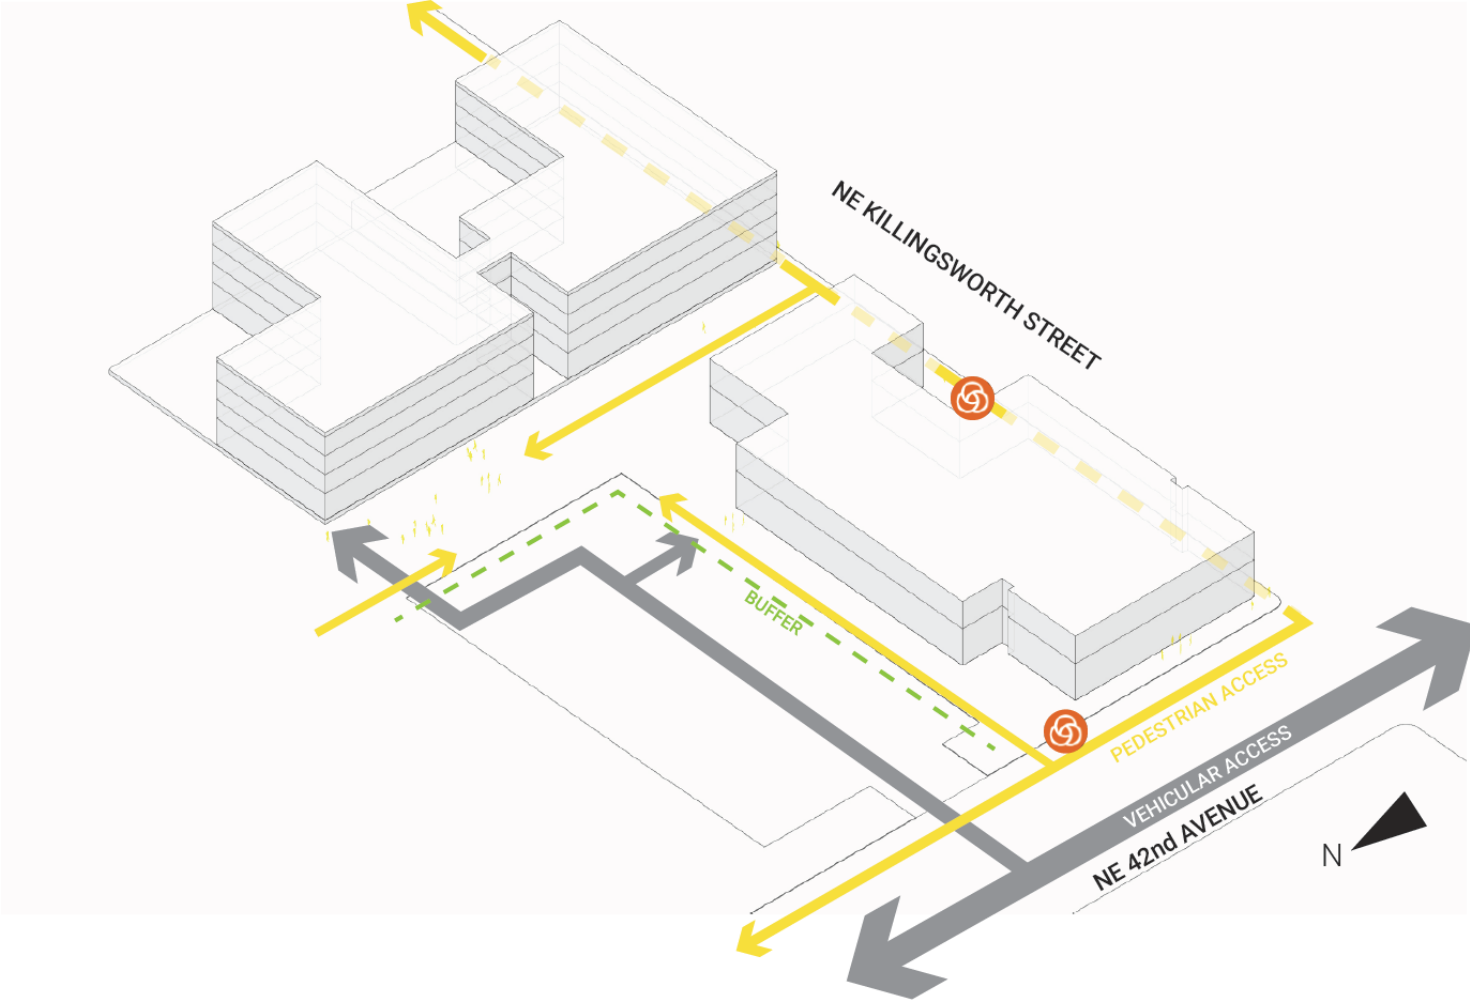 NE KILLINGSWORTH STREET
BUFFER
PEDESTRIAN ACCESS
VEHICULAR ACCESS
NE 42nd AVENUE
N